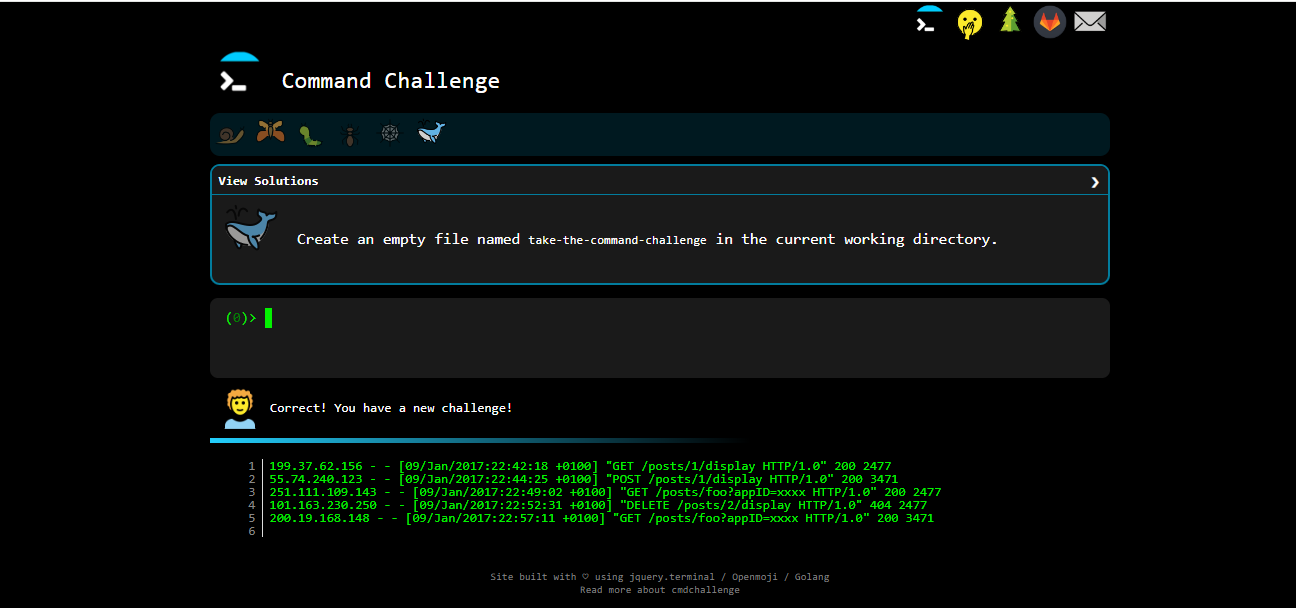 Command Challenge
View Solutions ❯
Create an empty file named take-the-command-challenge in the current working directory.
(0)>
Correct! You have a new challenge!
1 199.37.62.156 - - [09/Jan/2017:22:42:18 +0100] "GET /posts/1/display HTTP/1.0" 200 2477
2 55.74.240.123 - - [09/Jan/2017:22:44:25 +0100] "POST /posts/1/display HTTP/1.0" 200 3471
3 251.111.109.143 - - [09/Jan/2017:22:49:02 +0100] "GET /posts/foo?appID=xxxx HTTP/1.0" 200 2477
4 101.163.230.250 - - [09/Jan/2017:22:52:31 +0100] "DELETE /posts/2/display HTTP/1.0" 404 2477
5 200.19.168.148 - - [09/Jan/2017:22:57:11 +0100] "GET /posts/foo?appID=xxxx HTTP/1.0" 200 3471
6
Site built with ♡ using jquery.terminal / Openmoji / Golang
Read more about cmdchallenge